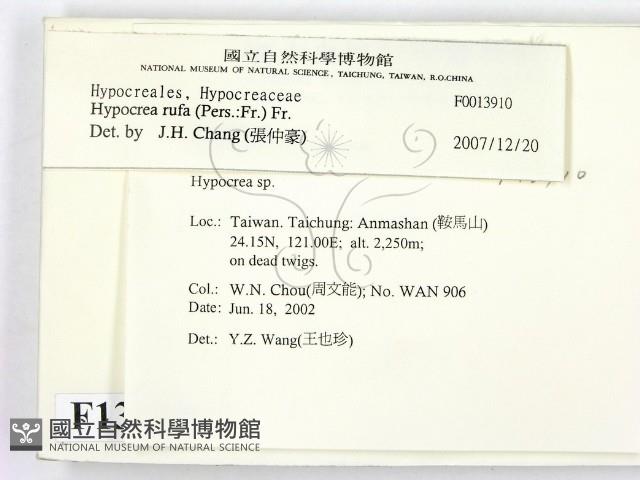 國立自然科學博物館
NATIONAL MUSEUM OF NATURAL SCIENCE, TAICHUNG, TAIWAN, R.O.CHINA
Hypocreales, Hypocreaceae F0013910
Hypocrea rufa (Pers.:Fr.) Fr.
Det. by J.H. Chang (張仲豪) 2007/12/20
Hypocrea sp.
Loc.: Taiwan. Taichung: Anmashan (鞍馬山)
24.15N, 121.00E; alt. 2,250m;
on dead twigs.
Col.: W.N. Chou(周文能); No. WAN 906
Date: Jun. 18, 2002
Det.: Y.Z. Wang(王也珍)
F13
國立自然科學博物館
NATIONAL MUSEUM OF NATURAL SCIENCE